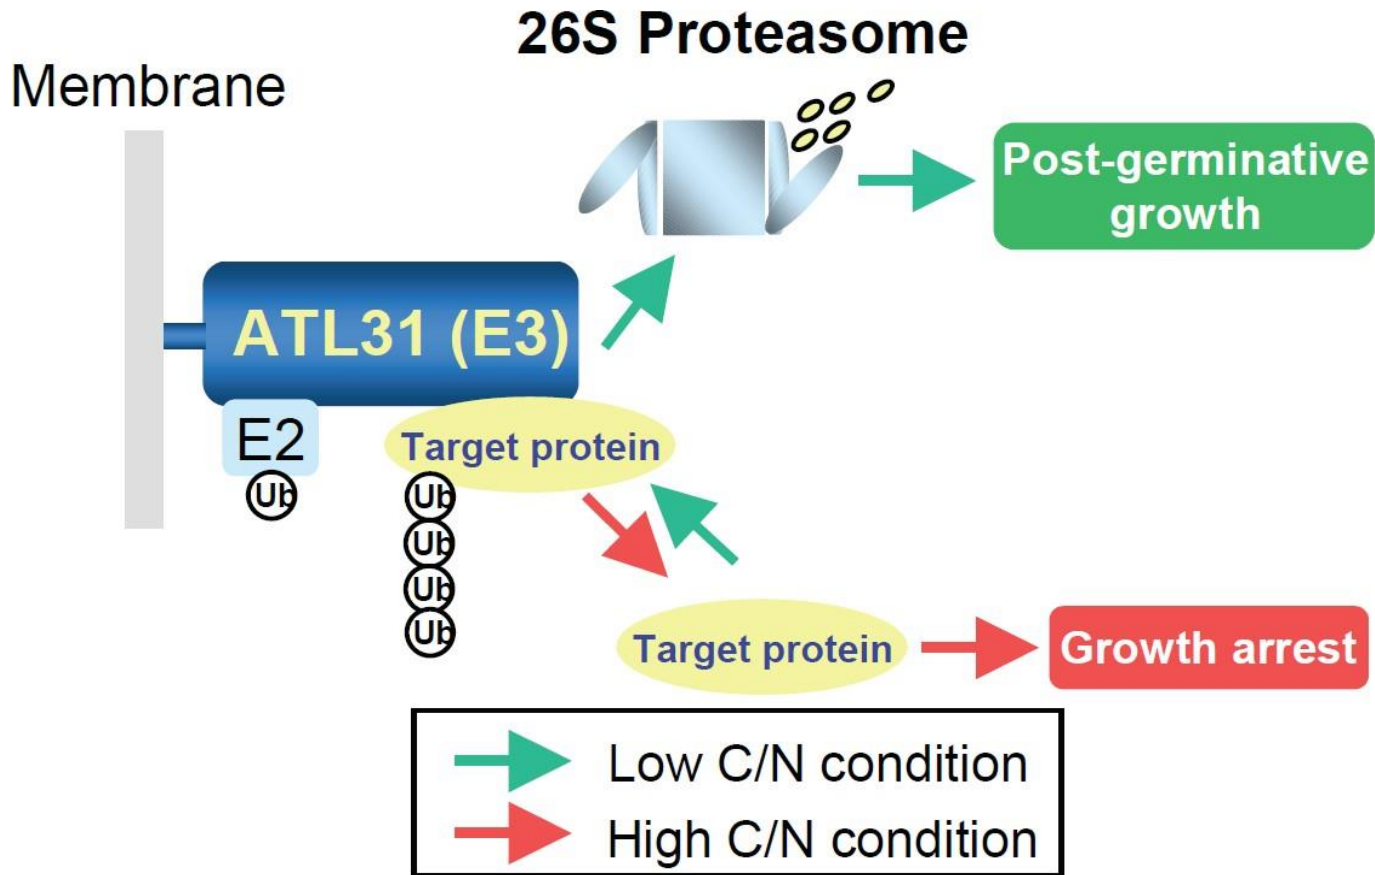 26S Proteasome
Membrane
Post-germinative
growth
ATL31 (E3)
E2
Target protein
Ub
Ub
Ub
Ub
Ub
Target protein
Growth arrest
Low C/N condition
High C/N condition